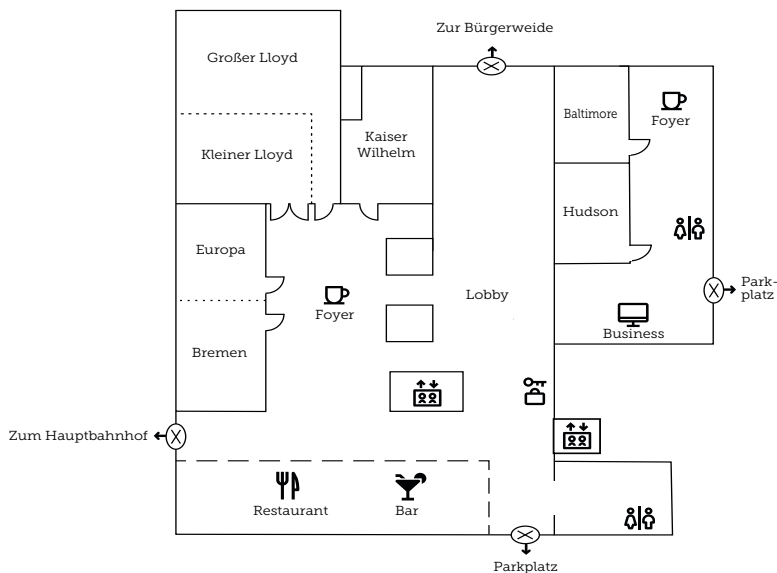 Zur Bürgerweide
Großer Lloyd
Kleiner Lloyd
Kaiser
Wilhelm
Baltimore
Foyer
Hudson
Europa
Foyer
Lobby
Park-
platz
Bremen
Business
Zum Hauptbahnhof
Restaurant
Bar
Parkplatz